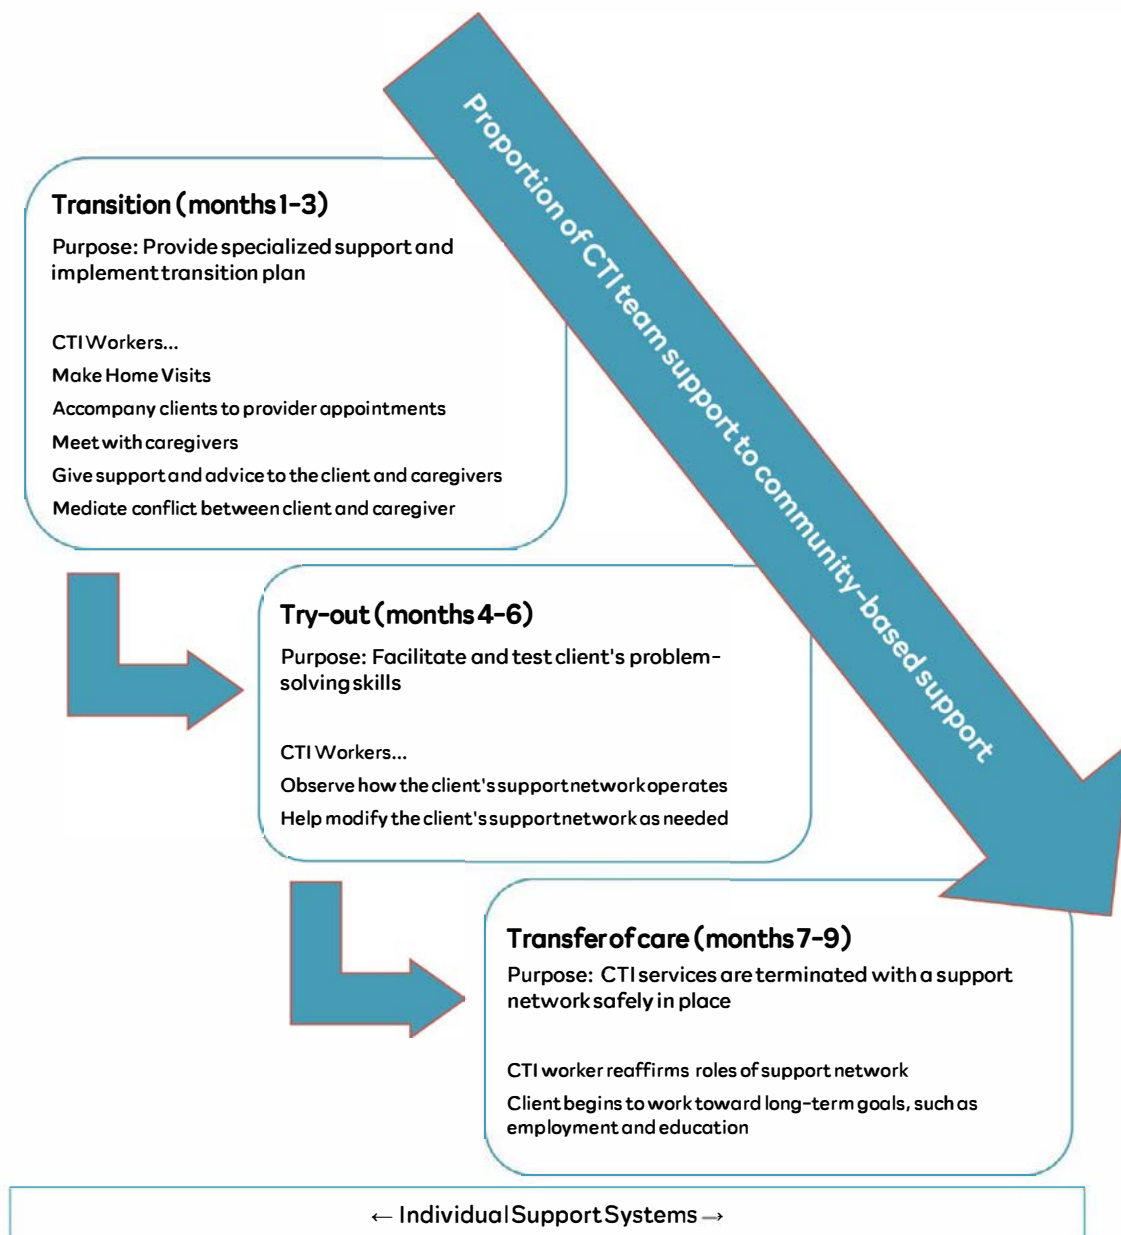 Proportion of CTI team support to community-based support
Transition (months 1-3)
Purpose: Provide specialized support and
implement transition plan
CTI Workers...
Make Home Visits
Accompany clients to provider appointments
Meet with caregivers
Give support and advice to the client and caregivers
Mediate conflict between client and caregiver
Try-out (months 4-6)
Purpose: Facilitate and test client's problem-
solving skills
CTI Workers...
Observe how the client's support network operates
Help modify the client's support network as needed
Transfer of care (months 7-9)
Purpose: CTI services are terminated with a support
network safely in place
CTI worker reaffirms roles of support network
Client begins to work toward long-term goals, such as
employment and education
← Individual Support Systems →